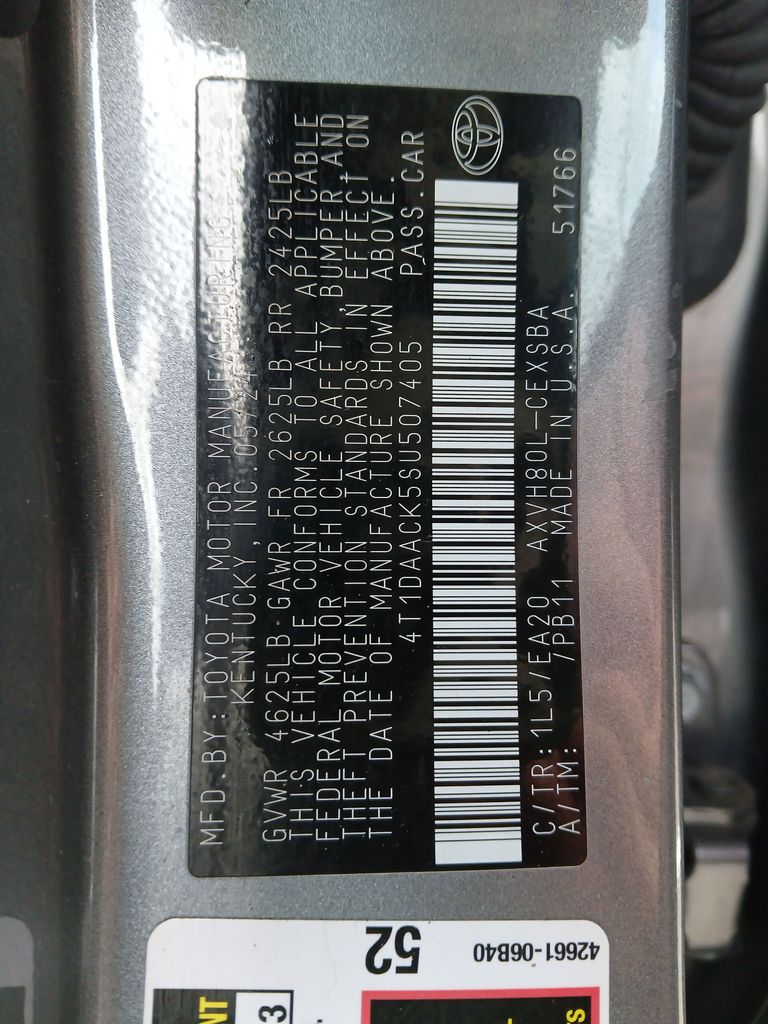 MFD.BY:TOYOTA MOTOR MANUFACTURING
KENTUCKY,INC.
GVWR 4625LB GAWR FR 2625LB RR 2425LB
THIS VEHICLE CONFORMS TO ALL APPLICABLE
FEDERAL MOTOR VEHICLE SAFETY, BUMPER, AND
THEFT PREVENTION STANDARDS IN EFFECT ON
THE DATE OF MANUFACTURE SHOWN ABOVE.
4T1DAACK5SU507405 PASS.CAR
C/TR:1L5/EA20 AXVH80L-CEXSBA
A/TM: /PB11 MADE IN U.S.A. 51766
52
42661-06B40
3